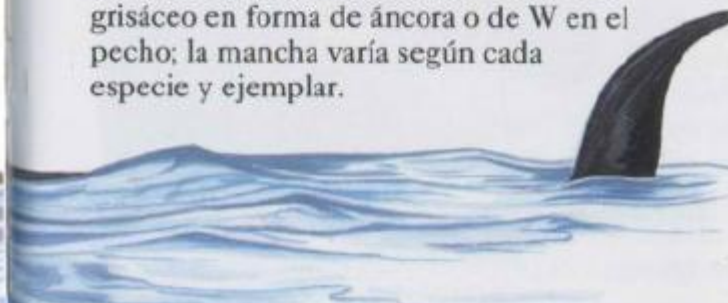 grisáceo en forma de áncora o de W en el
pecho; la mancha varía según cada
especie y ejemplar.